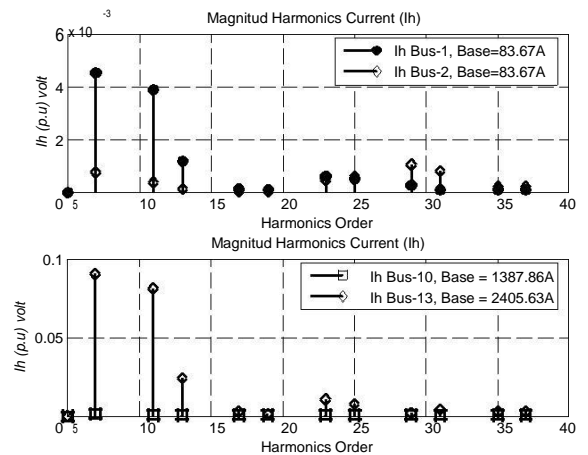 Magnitud Harmonics Current (Ih)
6 x 10 -3
4
2
0
Ih (p.u) volt
Ih Bus-1, Base=83.67A
Ih Bus-2, Base=83.67A
5 10 15 20 25 30 35 40
Harmonics Order
Magnitud Harmonics Current (Ih)
0.1
0.05
0
Ih (p.u) volt
Ih Bus-10, Base = 1387.86A
Ih Bus-13, Base = 2405.63A
5 10 15 20 25 30 35 40
Harmonics Order